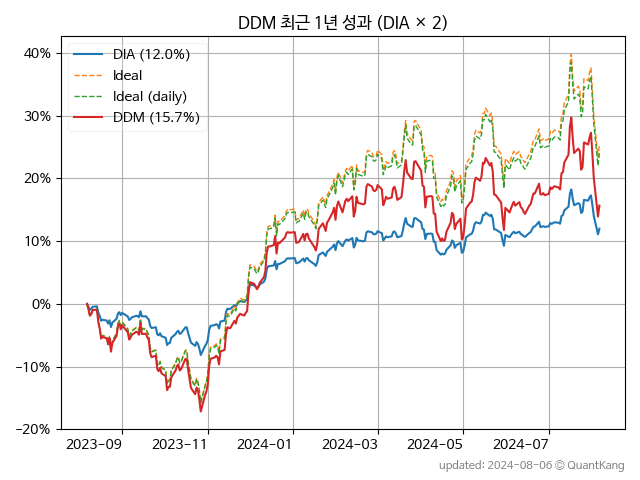 DDM 최근 1년 성과 (DIA × 2)
DIA (12.0%)
Ideal
Ideal (daily)
DDM (15.7%)
40%
30%
20%
10%
0%
−10%
−20%
2023-09 2023-11 2024-01 2024-03 2024-05 2024-07
updated: 2024-08-06 © QuantKang